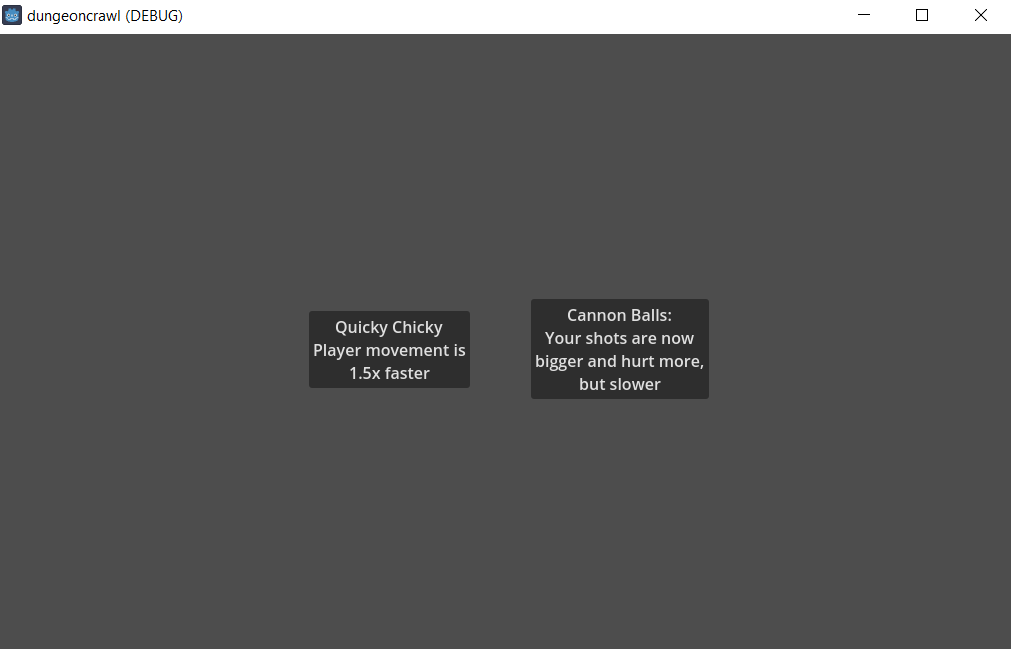 dungeoncrawl (DEBUG)
Quicky Chicky
Player movement is
1.5x faster
Cannon Balls:
Your shots are now
bigger and hurt more,
but slower